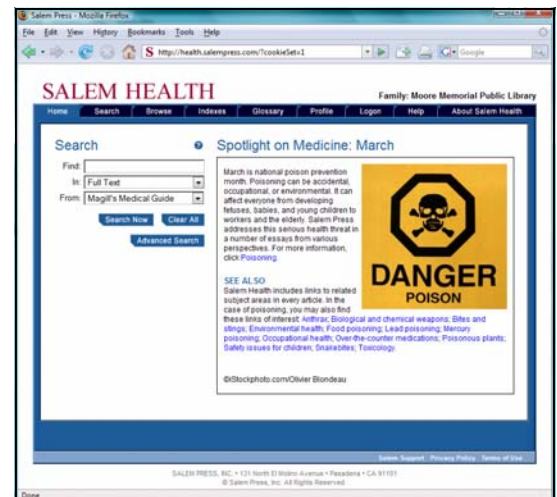 Salem Press - Mozilla Firefox
File Edit View History Bookmarks Tools Help
S http://health.salempress.com/?cookieSet=1
G Google
SALEM HEALTH
Family: Moore Memorial Public Library
Home Search Browse Indexes Glossary Profile Logon Help About Salem Health
Search ?
Find:
In: Full Text
From: Magill's Medical Guide
Search Now Clear All
Advanced Search
Spotlight on Medicine: March
March is national poison prevention
month. Poisoning can be accidental,
occupational, or environmental. It can
affect everyone from developing
fetuses, babies, and young children to
workers and the elderly. Salem Press
addresses this serious health threat in
a number of essays from various
perspectives. For more information,
click Poisoning.
DANGER
POISON
SEE ALSO
Salem Health includes links to related
subject areas in every article. In the
case of poisoning, you may also find
these links of interest: Anthrax; Biological and chemical weapons; Bites and
stings; Environmental health; Food poisoning; Lead poisoning; Mercury
poisoning; Occupational health; Over-the-counter medications; Poisonous plants;
Safety issues for children; Snakebites; Toxicology.
©iStockphoto.com/Olivier Blondeau
Salem Support Privacy Policy Terms of Use
SALEM PRESS, INC. • 131 North El Molino Avenue • Pasadena • CA 91101
© Salem Press, Inc. All Rights Reserved.
Done